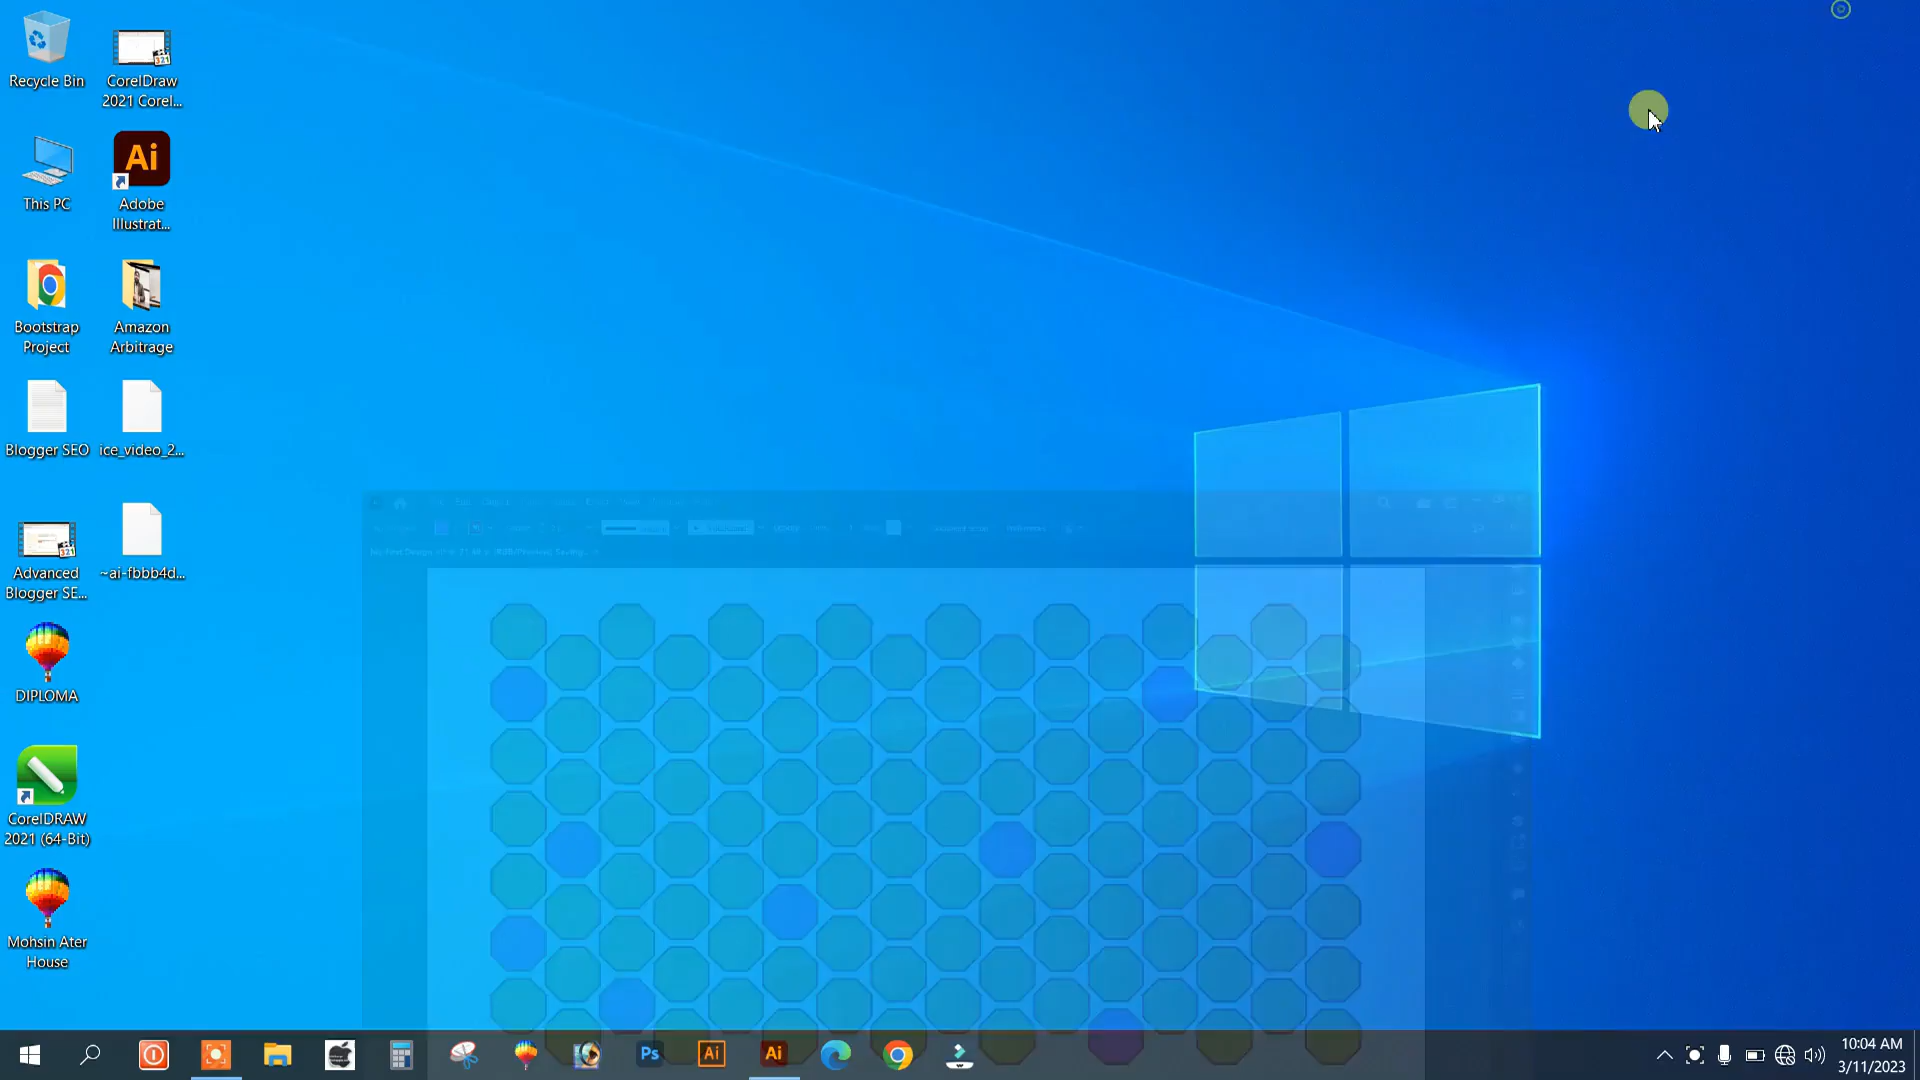 Recycle Bin
CorelDraw
2021 Corel...
This PC
Ai
Adobe
Illustrat...
Bootstrap
Project
Amazon
Arbitrage
Blogger SEO
ice_video_2...
321
321
Advanced
Blogger SE...
~ai-fbbb4d...
DIPLOMA
CorelDRAW
2021 (64-Bit)
Mohsin Ater
House
Ps
Ai
Ai
10:04 AM
3/11/2023